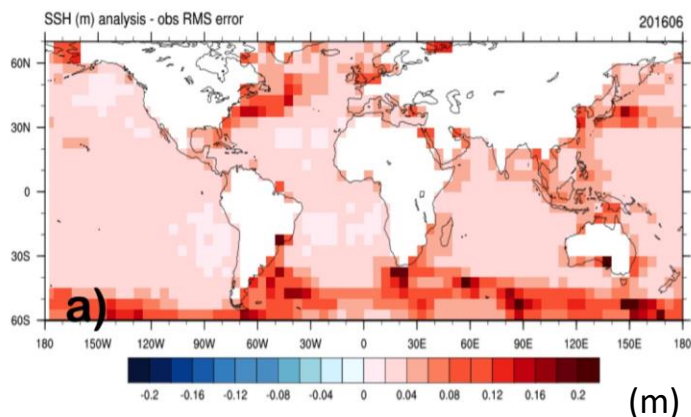 SSH (m) analysis - obs RMS error 201606
60N
30N
0
30S
60S
a)
180 150W 120W 90W 60W 30W 0 30E 60E 90E 120E 150E 180
-0.2 -0.16 -0.12 -0.08 -0.04 0 0.04 0.08 0.12 0.16 0.2
(m)